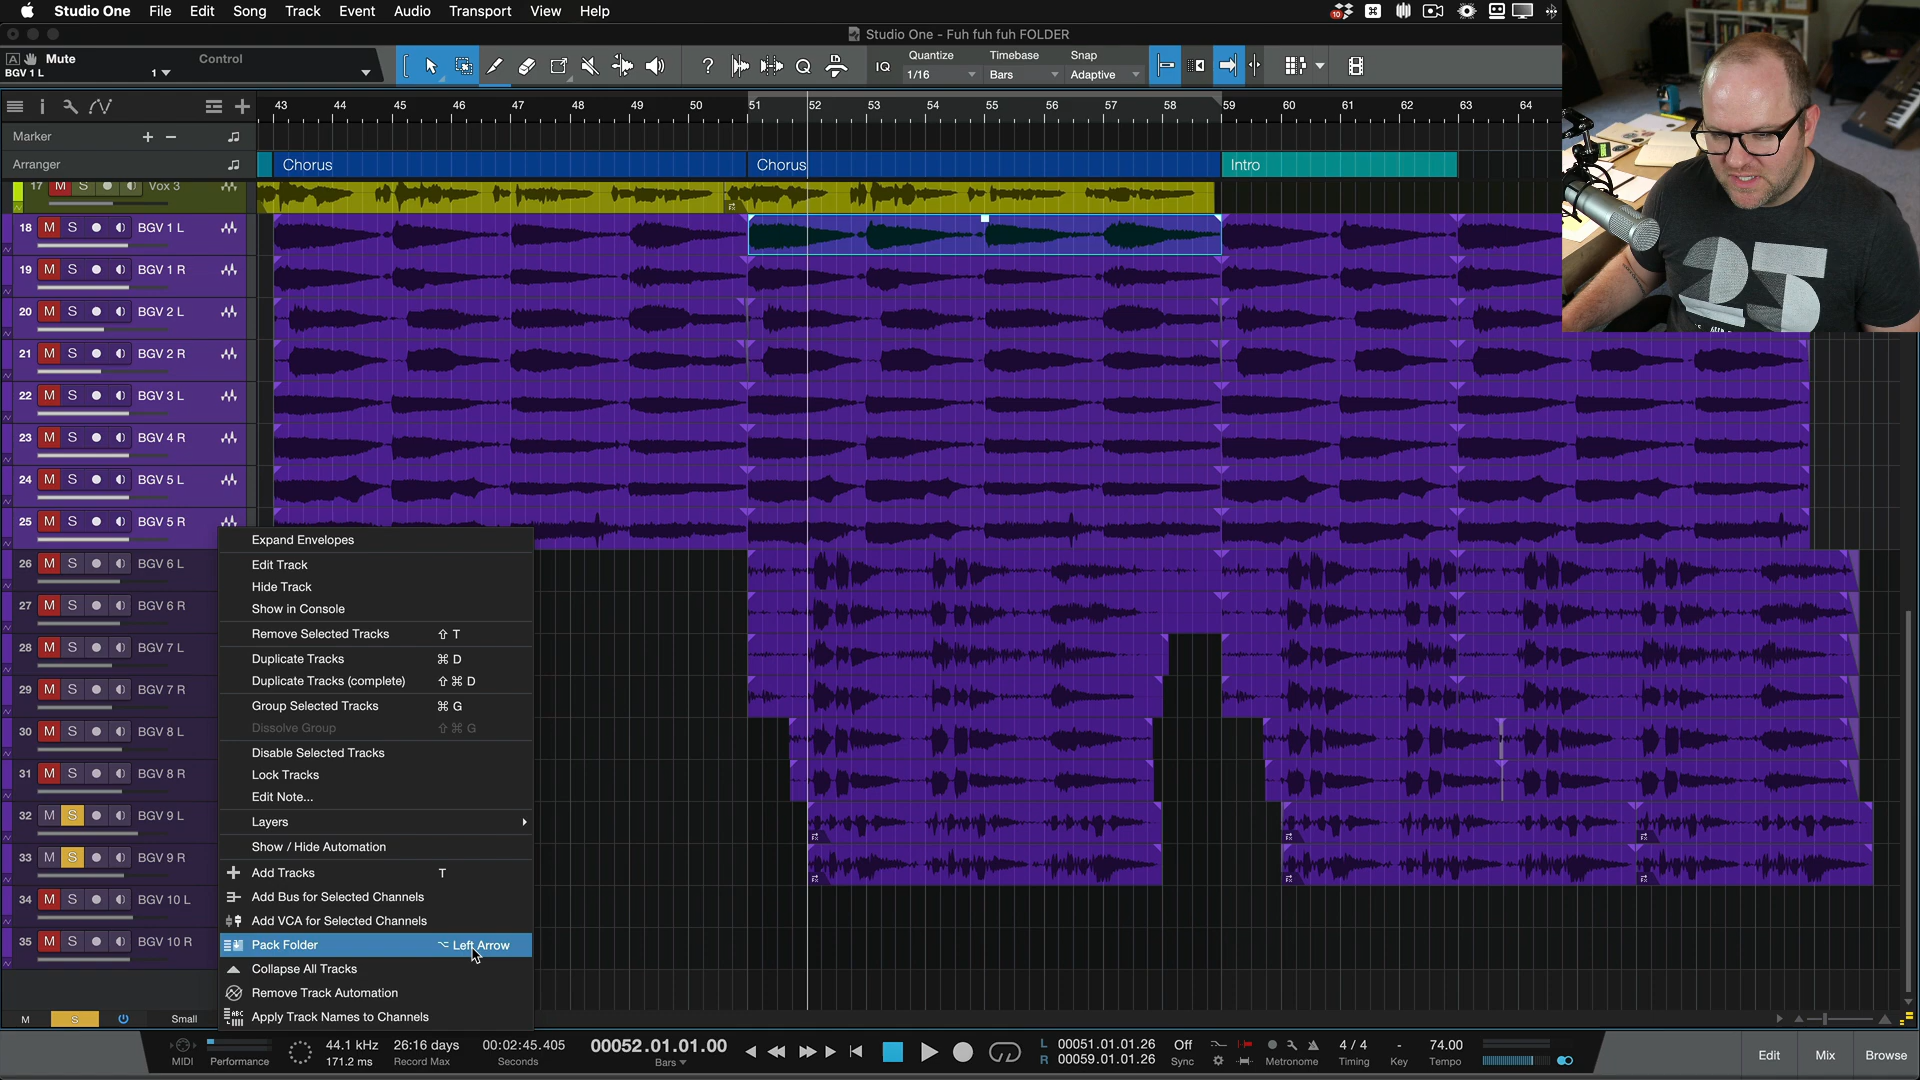 Studio One File Edit Song Track Event Audio Transport View Help
10
Studio One - Fuh fuh fuh FOLDER
A Mute Control
BGV 1 L 1
Quantize Timebase Snap
IQ 1/16 Bars Adaptive
43 44 45 46 47 48 49 50 51 52 53 54 55 56 57 58 59 60 61 62 63 64
Marker
Arranger
Chorus Chorus Intro
17 M S Vox 3
18 M S BGV 1 L
19 M S BGV 1 R
20 M S BGV 2 L
21 M S BGV 2 R
22 M S BGV 3 L
23 M S BGV 4 R
24 M S BGV 5 L
25 M S BGV 5 R
26 M S BGV 6 L
27 M S BGV 6 R
28 M S BGV 7 L
29 M S BGV 7 R
30 M S BGV 8 L
31 M S BGV 8 R
32 M S BGV 9 L
33 M S BGV 9 R
34 M S BGV 10 L
35 M S BGV 10 R
Expand Envelopes
Edit Track
Hide Track
Show in Console
Remove Selected Tracks ⇧ T
Duplicate Tracks ⌘ D
Duplicate Tracks (complete) ⇧ ⌘ D
Group Selected Tracks ⌘ G
Dissolve Group ⇧ ⌘ G
Disable Selected Tracks
Lock Tracks
Edit Note...
Layers
Show / Hide Automation
Add Tracks T
Add Bus for Selected Channels
Add VCA for Selected Channels
Pack Folder ⌥ Left Arrow
Collapse All Tracks
Remove Track Automation
Apply Track Names to Channels
M S Small
MIDI Performance
44.1 kHz
171.2 ms
26:16 days
Record Max
00:02:45.405
Seconds
00052.01.01.00
Bars
L 00051.01.01.26
R 00059.01.01.26
Off
Sync
Metronome
4 / 4
Timing
-
Key
74.00
Tempo
Edit Mix Browse
25